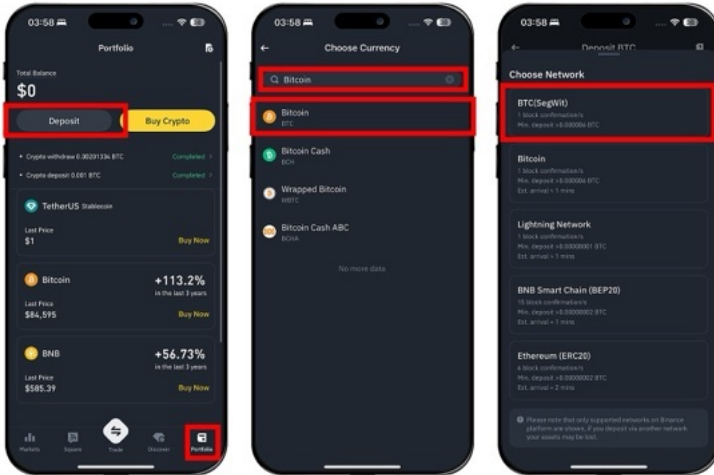 03:58
Portfolio
Total Balance
$0
Deposit
Buy Crypto
• Crypto withdraw 0.00201334 BTC Completed >
• Crypto deposit 0.001 BTC Completed >
TetherUS Stablecoin
Last Price
$1
Buy Now
Bitcoin
+113.2%
in the last 3 years
Last Price
$84,595
Buy Now
BNB
+56.73%
in the last 3 years
Last Price
$585.39
Buy Now
Markets
Square
Trade
Discover
Portfolio
03:58
Choose Currency
Bitcoin
Bitcoin
BTC
Bitcoin Cash
BCH
Wrapped Bitcoin
WBTC
Bitcoin Cash ABC
BCHA
No more data
03:58
Deposit BTC
Choose Network
BTC(SegWit)
1 block confirmation/s
Min. deposit >0.000006 BTC
Bitcoin
1 block confirmation/s
Min. deposit >0.000006 BTC
Est. arrival ≈ 1 mins
Lightning Network
1 block confirmation/s
Min. deposit >0.00000001 BTC
Est. arrival ≈ 1 mins
BNB Smart Chain (BEP20)
Min. deposit >0.00000002 BTC
Est. arrival ≈ 1 mins
Ethereum (ERC20)
6 block confirmation/s
Min. deposit >0.00000002 BTC
Est. arrival ≈ 2 mins
Please note that only supported networks on Binance
platform are shown, if you deposit via another network
your assets may be lost.